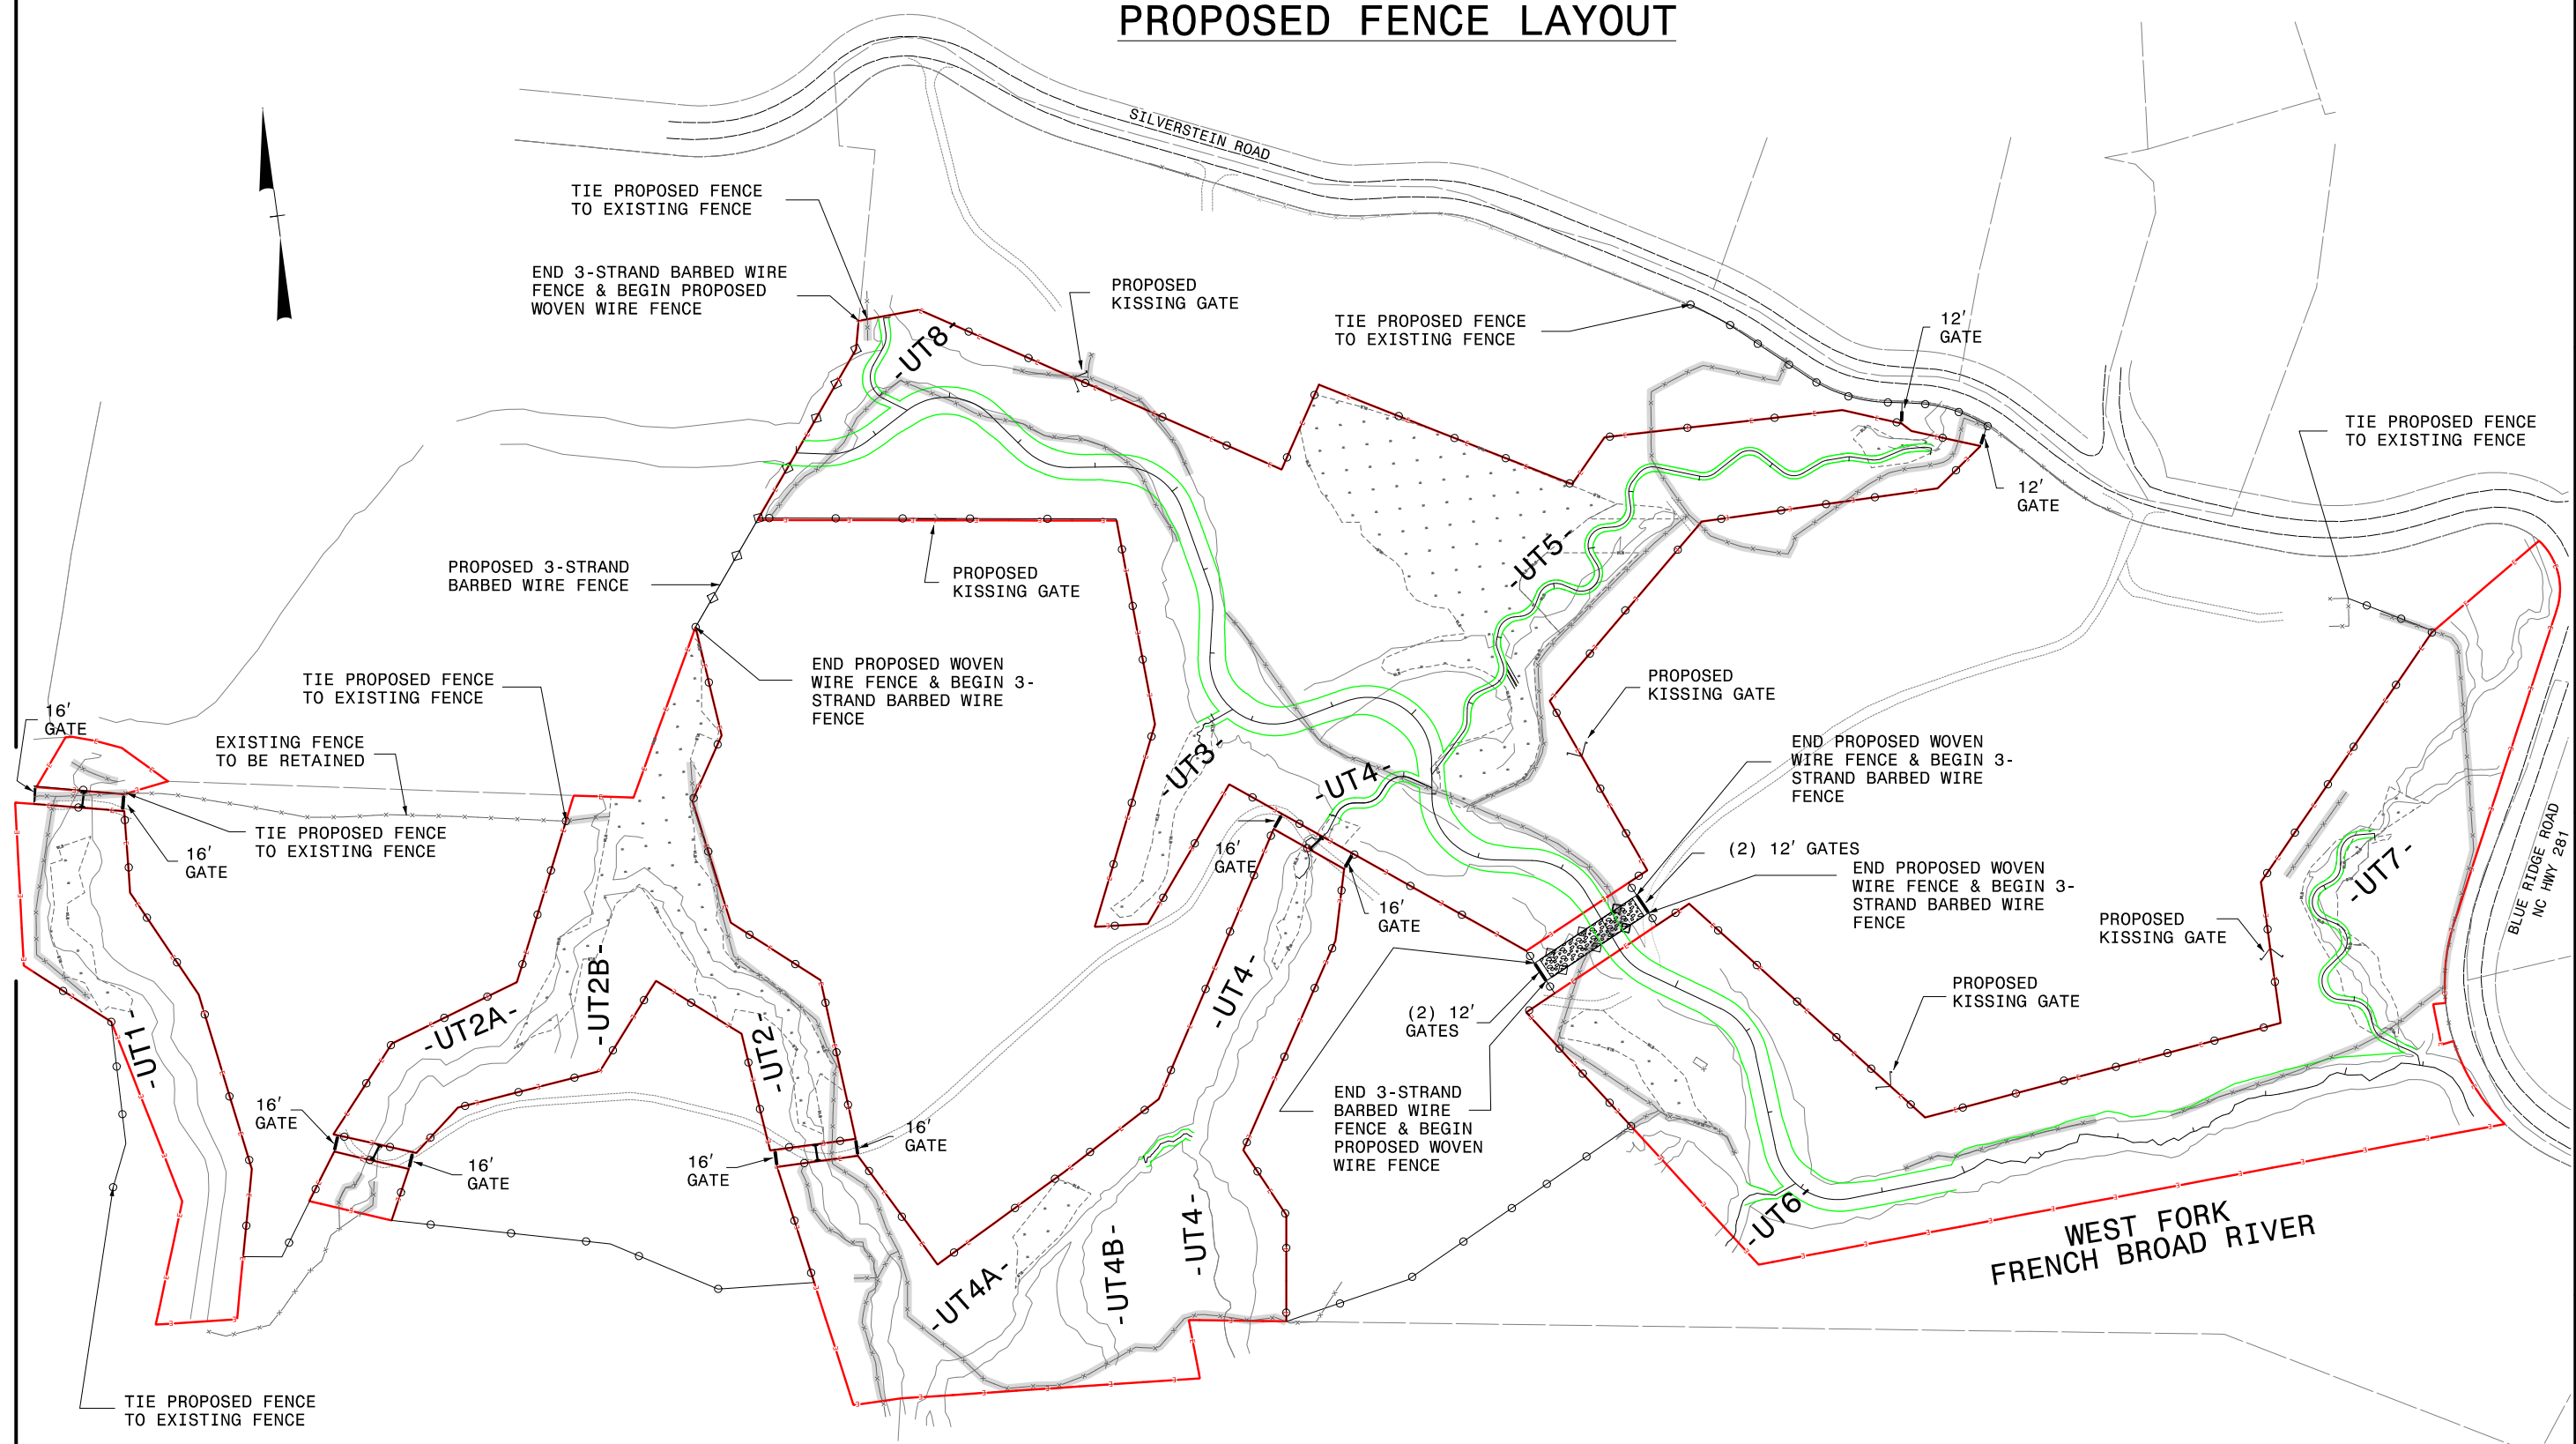 PROPOSED FENCE LAYOUT
SILVERSTEIN ROAD
TIE PROPOSED FENCE
TO EXISTING FENCE
END 3-STRAND BARBED WIRE
FENCE & BEGIN PROPOSED
WOVEN WIRE FENCE
PROPOSED
KISSING GATE
TIE PROPOSED FENCE
TO EXISTING FENCE
12'
GATE
-UT8-
TIE PROPOSED FENCE
TO EXISTING FENCE
12'
GATE
PROPOSED 3-STRAND
BARBED WIRE FENCE
PROPOSED
KISSING GATE
-UT5-
END PROPOSED WOVEN
WIRE FENCE & BEGIN 3-
STRAND BARBED WIRE
FENCE
TIE PROPOSED FENCE
TO EXISTING FENCE
PROPOSED
KISSING GATE
16'
GATE
EXISTING FENCE
TO BE RETAINED
-UT3-
-UT4-
END PROPOSED WOVEN
WIRE FENCE & BEGIN 3-
STRAND BARBED WIRE
FENCE
TIE PROPOSED FENCE
TO EXISTING FENCE
16'
GATE
16'
GATE
(2) 12' GATES
END PROPOSED WOVEN
WIRE FENCE & BEGIN 3-
STRAND BARBED WIRE
FENCE
-UT7-
BLUE RIDGE ROAD
NC HWY 281
16'
GATE
PROPOSED
KISSING GATE
-UT1-
-UT2A-
-UT2B-
-UT2-
-UT4-
(2) 12'
GATES
PROPOSED
KISSING GATE
16'
GATE
16'
GATE
16'
GATE
16'
GATE
END 3-STRAND
BARBED WIRE
FENCE & BEGIN
PROPOSED WOVEN
WIRE FENCE
-UT4A-
-UT4B-
-UT4-
-UT6-
WEST FORK
FRENCH BROAD RIVER
TIE PROPOSED FENCE
TO EXISTING FENCE